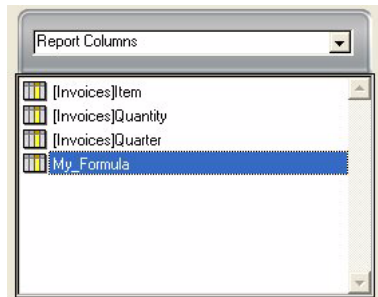 Report Columns
[Invoices]Item
[Invoices]Quantity
[Invoices]Quarter
My_Formula